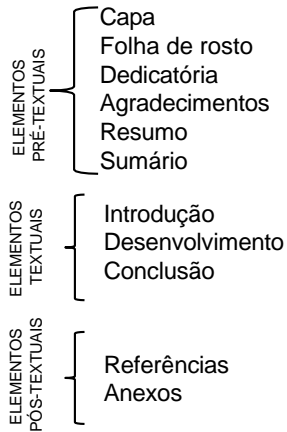 ELEMENTOS
PRÉ-TEXTUAIS
Capa
Folha de rosto
Dedicatória
Agradecimentos
Resumo
Sumário
ELEMENTOS
TEXTUAIS
Introdução
Desenvolvimento
Conclusão
ELEMENTOS
PÓS-TEXTUAIS
Referências
Anexos